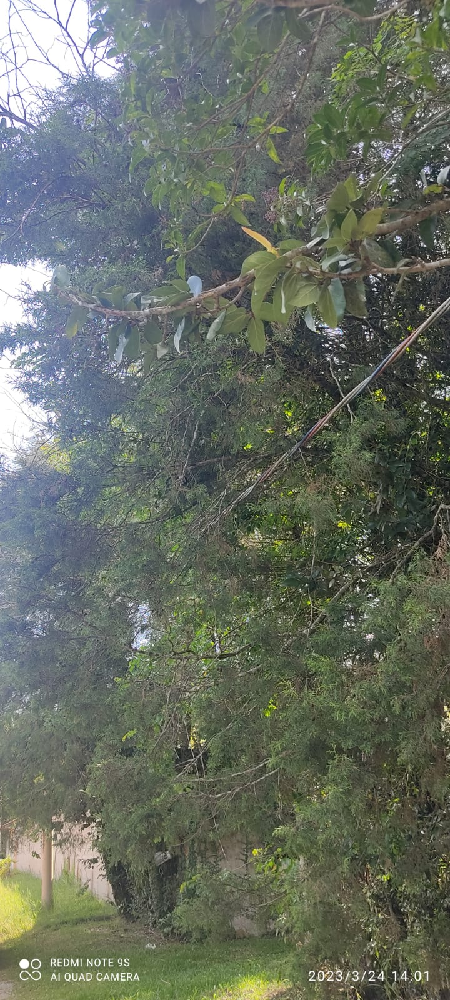 REDMI NOTE 9S
AI QUAD CAMERA
2023/3/24 14:01